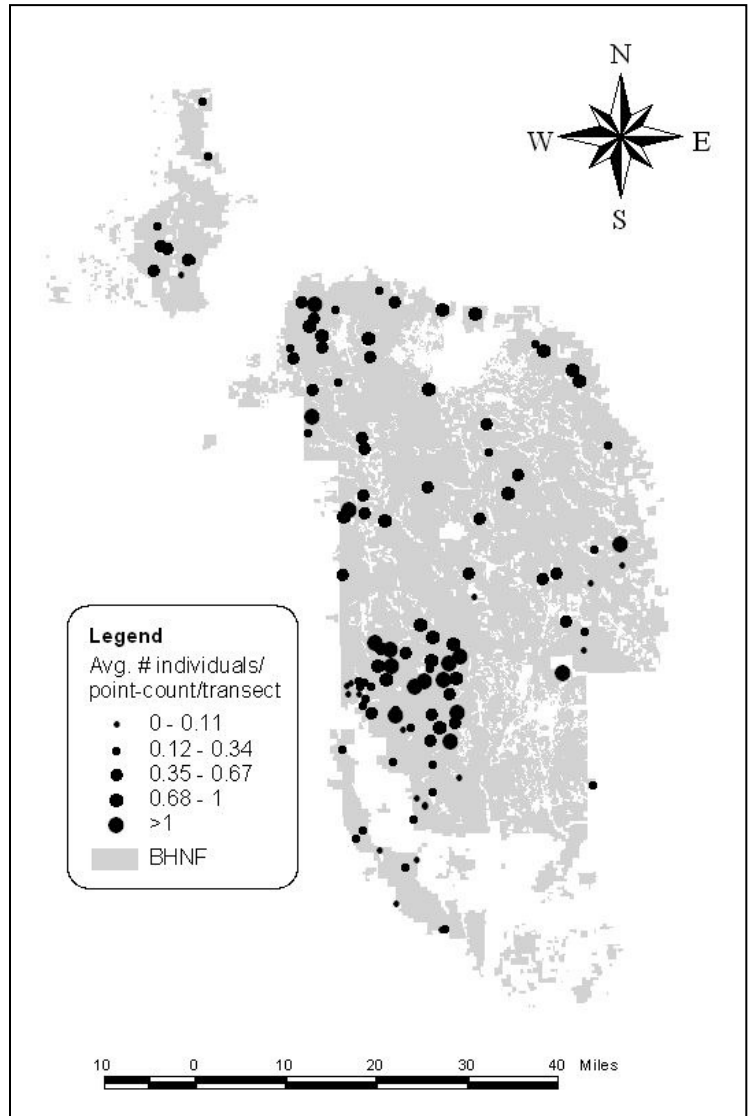 N
W E
S
Legend
Avg. # individuals/
point-count/transect
0 - 0.11
0.12 - 0.34
0.35 - 0.67
0.68 - 1
>1
BHNF
10 0 10 20 30 40 Miles